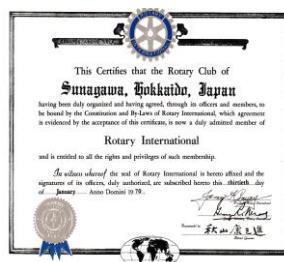 This Certifies that the Rotary Club of
Sunagawa, Hokkaido, Japan
having been duly organized and having agreed, through its officers and members, to
be bound by the Constitution and By-Laws of Rotary International, which agreement
is evidenced by the acceptance of this certificate, is now a duly admitted member of
Rotary International
and is entitled to all the rights and privileges of such membership.
In witness whereof the seal of Rotary International is hereto affixed and the
signatures of its officers, duly authorized, are subscribed hereto this thirtieth day
of January Anno Domini 1970.